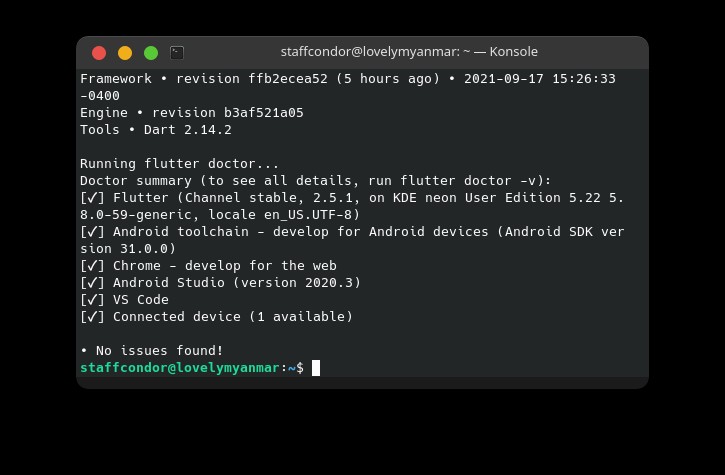 staffcondor@lovelymyanmar: ~ — Konsole
Framework • revision ffb2ecea52 (5 hours ago) • 2021-09-17 15:26:33
-0400
Engine • revision b3af521a05
Tools • Dart 2.14.2
Running flutter doctor...
Doctor summary (to see all details, run flutter doctor -v):
[✓] Flutter (Channel stable, 2.5.1, on KDE neon User Edition 5.22 5.
8.0-59-generic, locale en_US.UTF-8)
[✓] Android toolchain - develop for Android devices (Android SDK ver
sion 31.0.0)
[✓] Chrome - develop for the web
[✓] Android Studio (version 2020.3)
[✓] VS Code
[✓] Connected device (1 available)
• No issues found!
staffcondor@lovelymyanmar:~$